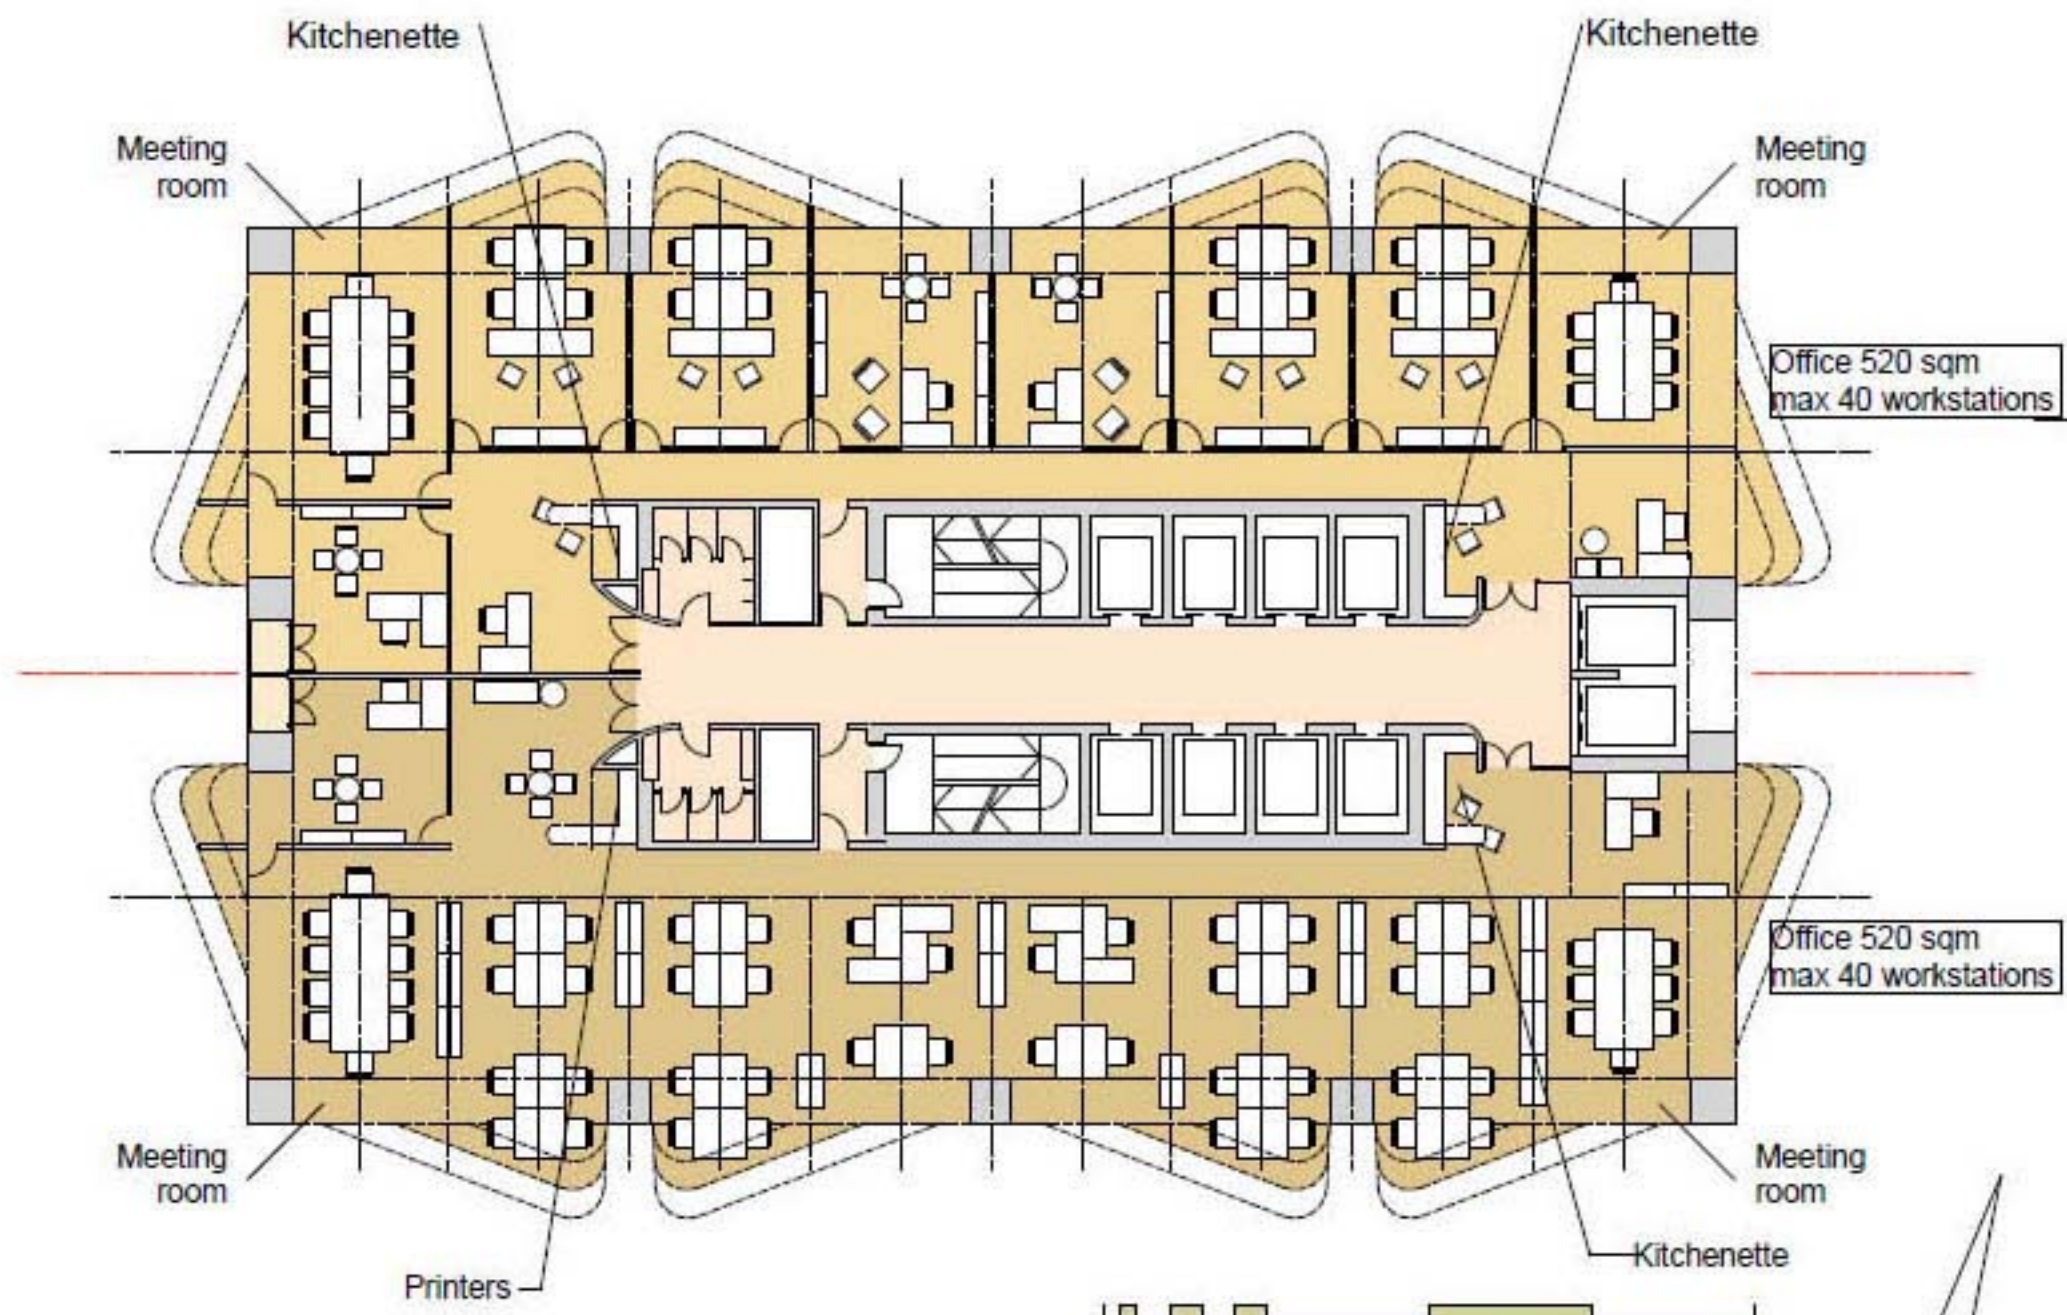 Kitchenette
Kitchenette
Meeting
room
Meeting
room
Office 520 sqm
max 40 workstations
Office 520 sqm
max 40 workstations
Meeting
room
Meeting
room
Kitchenette
Printers